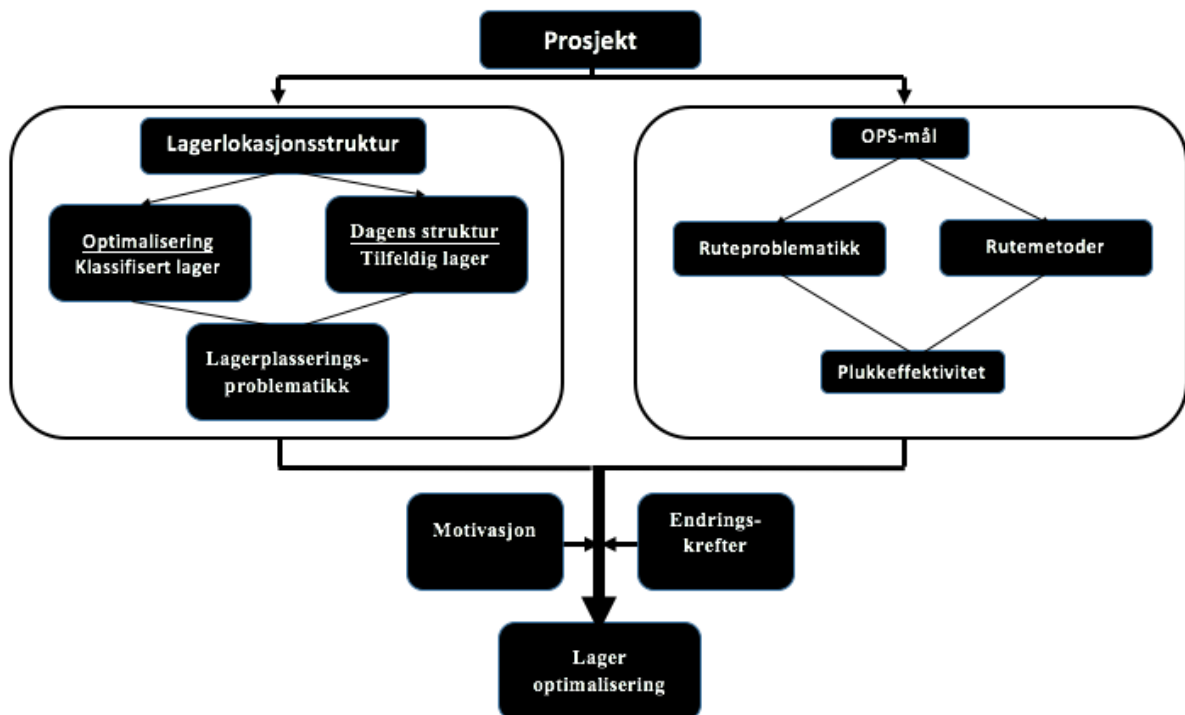 Prosjekt
Lagerlokasjonsstruktur
Optimalisering
Klassifisert lager
Dagens struktur
Tilfeldig lager
Lagerplasserings-
problematikk
OPS-mål
Ruteproblematikk
Rutemetoder
Plukkeffektivitet
Motivasjon
Endrings-
krefter
Lager
optimalisering